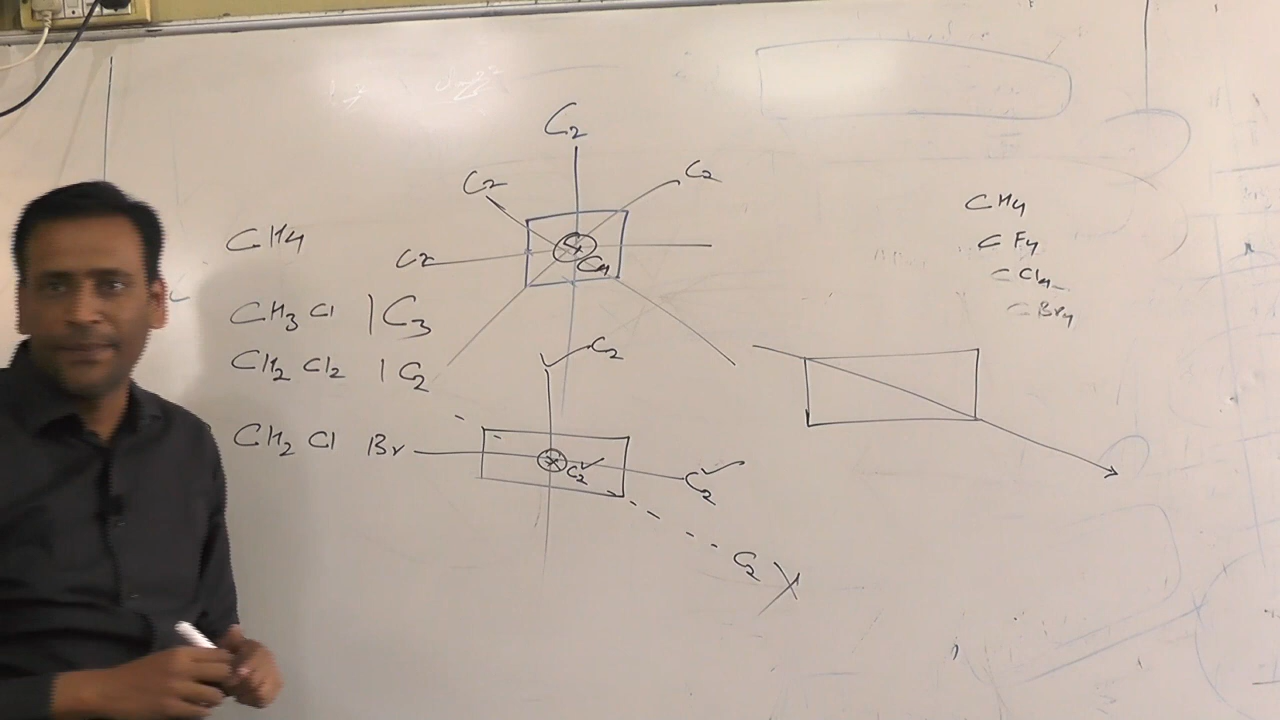 C₂
C₂
C₂
CH₄
C₂
C₄
CH₃ Cl | C₃
CH₂ Cl₂ | C₂
C₂
CH₂ Cl Br
C₂ ✓
C₂ ✓
C₂ X
CH₄
CF₄
CCl₄
CBr₄